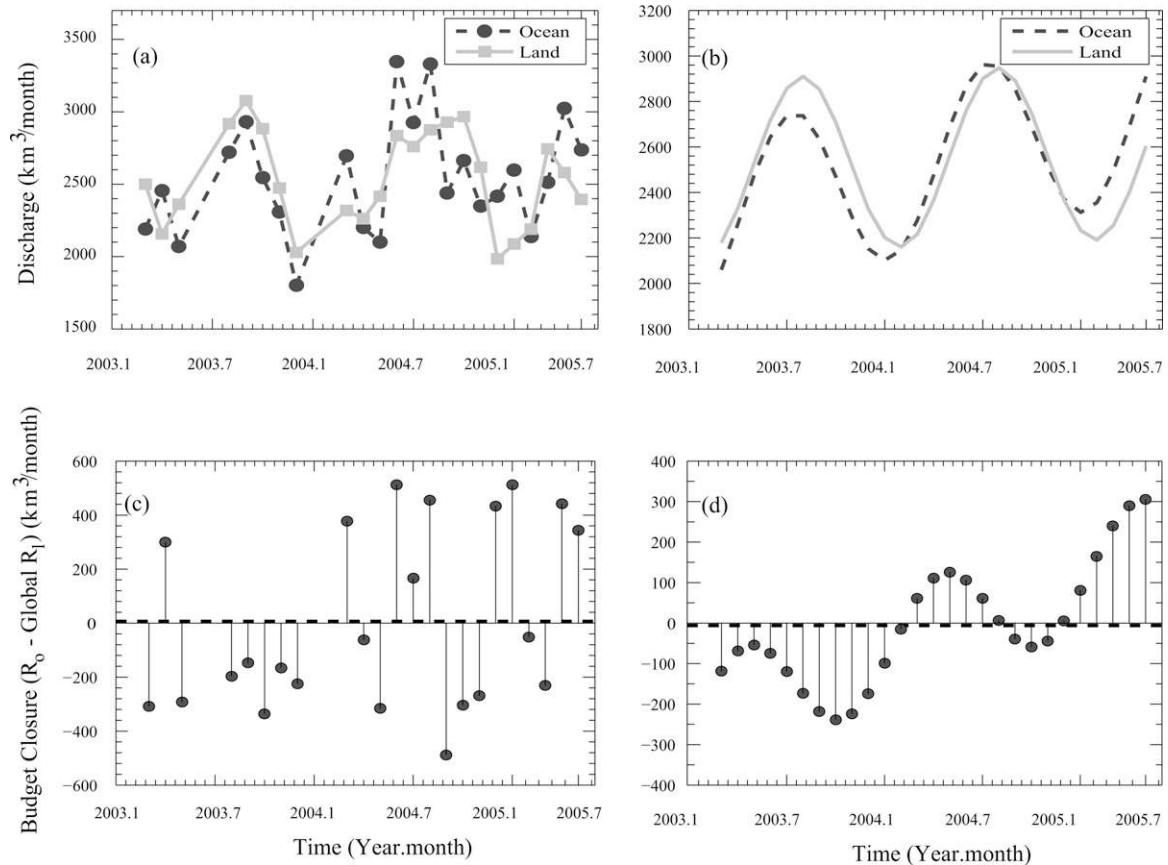 (a)
Ocean
Land
3500
3000
2500
2000
1500
2003.1 2003.7 2004.1 2004.7 2005.1 2005.7
Discharge (km³/month)
(b)
Ocean
Land
3200
3000
2800
2600
2400
2200
2000
1800
2003.1 2003.7 2004.1 2004.7 2005.1 2005.7
Budget Closure (Rₒ - Global Rₗ) (km³/month)
(c)
600
400
200
0
−200
−400
−600
2003.1 2003.7 2004.1 2004.7 2005.1 2005.7
Time (Year.month)
(d)
400
300
200
100
0
−100
−200
−300
−400
2003.1 2003.7 2004.1 2004.7 2005.1 2005.7
Time (Year.month)